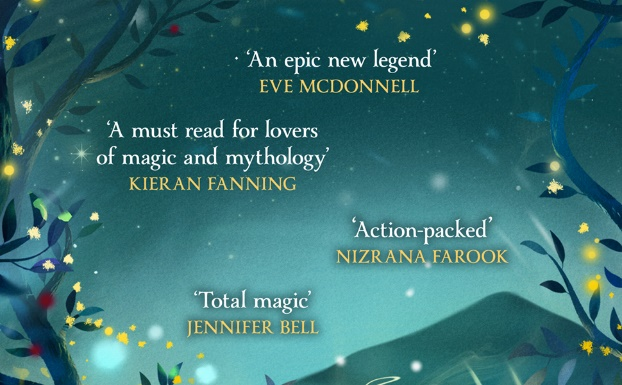 ‘An epic new legend’
EVE MCDONNELL
‘A must read for lovers
of magic and mythology’
KIERAN FANNING
‘Action-packed’
NIZRANA FAROOK
‘Total magic’
JENNIFER BELL